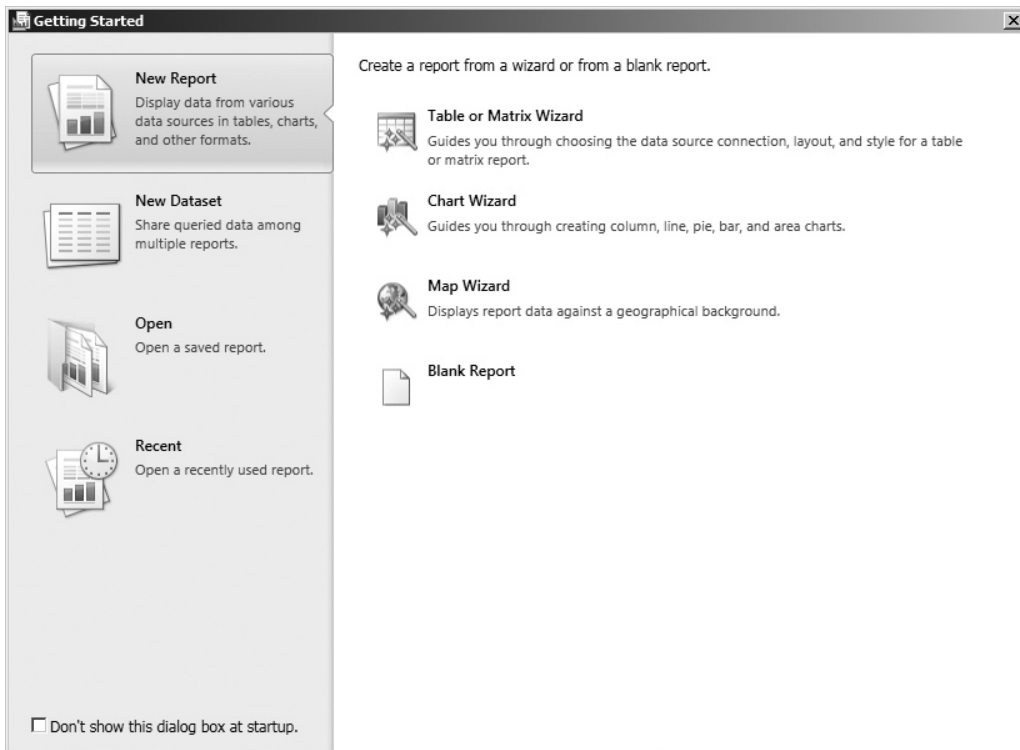 Getting Started
New Report
Display data from various
data sources in tables, charts,
and other formats.
New Dataset
Share queried data among
multiple reports.
Open
Open a saved report.
Recent
Open a recently used report.
Don't show this dialog box at startup.
Create a report from a wizard or from a blank report.
Table or Matrix Wizard
Guides you through choosing the data source connection, layout, and style for a table
or matrix report.
Chart Wizard
Guides you through creating column, line, pie, bar, and area charts.
Map Wizard
Displays report data against a geographical background.
Blank Report